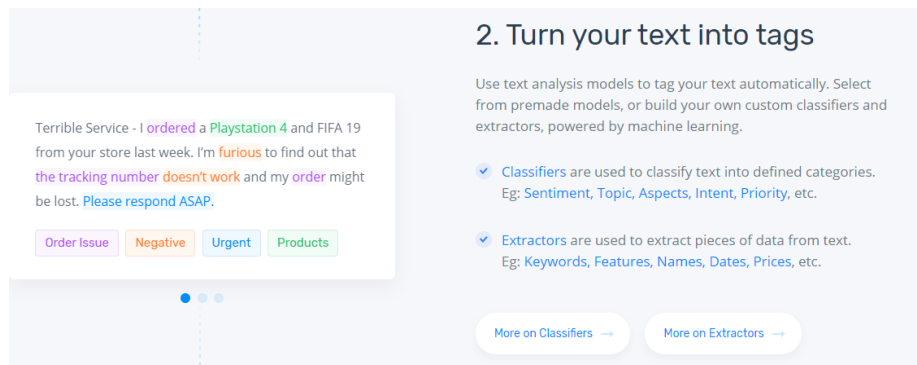 2. Turn your text into tags
Use text analysis models to tag your text automatically. Select
from premade models, or build your own custom classifiers and
extractors, powered by machine learning.
Classifiers are used to classify text into defined categories.
Eg: Sentiment, Topic, Aspects, Intent, Priority, etc.
Extractors are used to extract pieces of data from text.
Eg: Keywords, Features, Names, Dates, Prices, etc.
More on Classifiers →
More on Extractors →
Terrible Service - I ordered a Playstation 4 and FIFA 19
from your store last week. I'm furious to find out that
the tracking number doesn't work and my order might
be lost. Please respond ASAP.
Order Issue
Negative
Urgent
Products